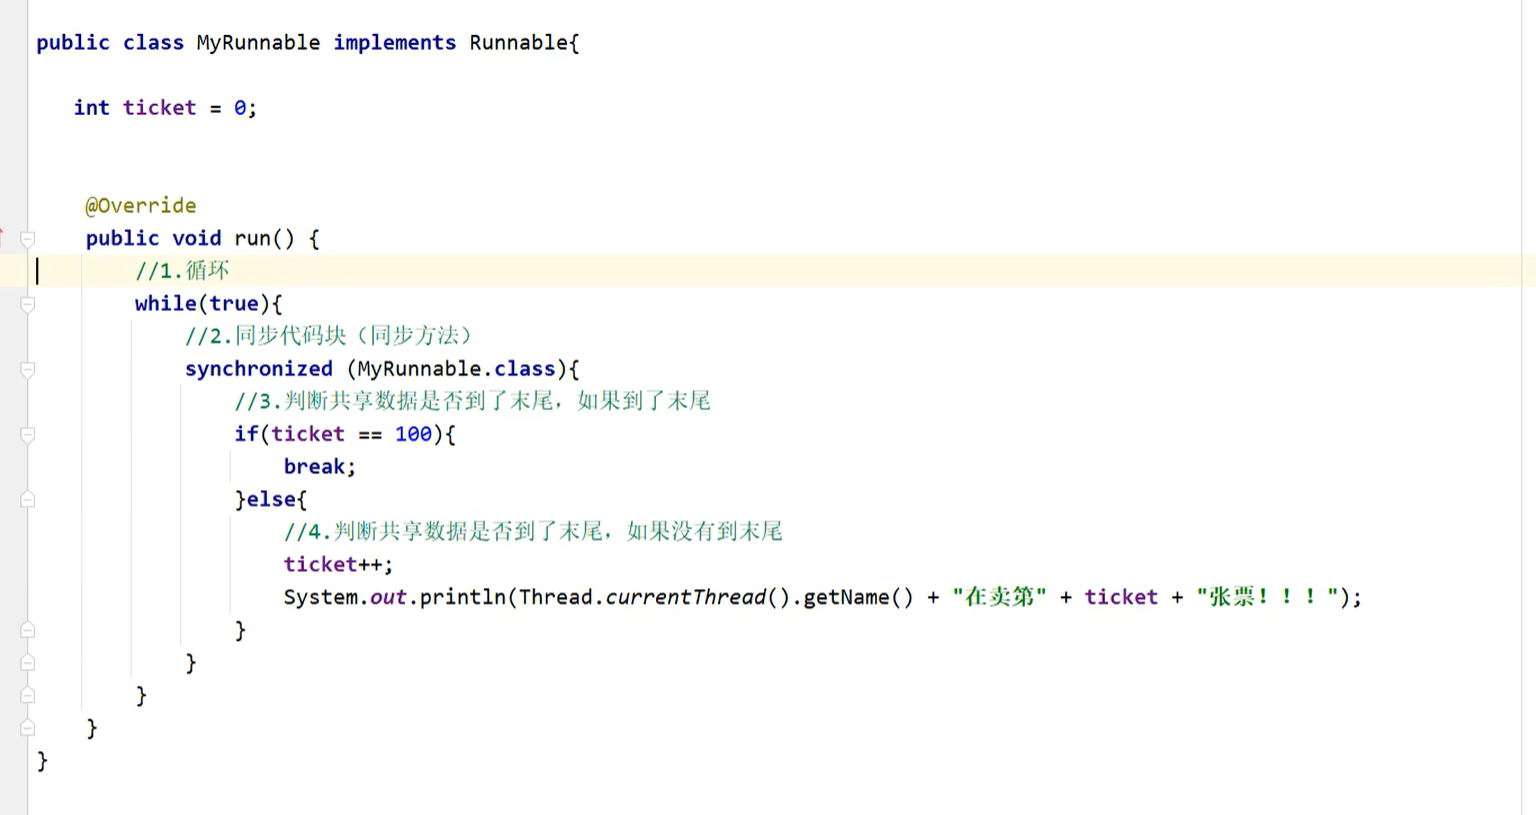 public class MyRunnable implements Runnable{
int ticket = 0;
@Override
public void run() {
//1.循环
while(true){
//2.同步代码块（同步方法）
synchronized (MyRunnable.class){
//3.判断共享数据是否到了末尾，如果到了末尾
if(ticket == 100){
break;
}else{
//4.判断共享数据是否到了末尾，如果没有到末尾
ticket++;
System.out.println(Thread.currentThread().getName() + "在卖第" + ticket + "张票！！！");
}
}
}
}
}